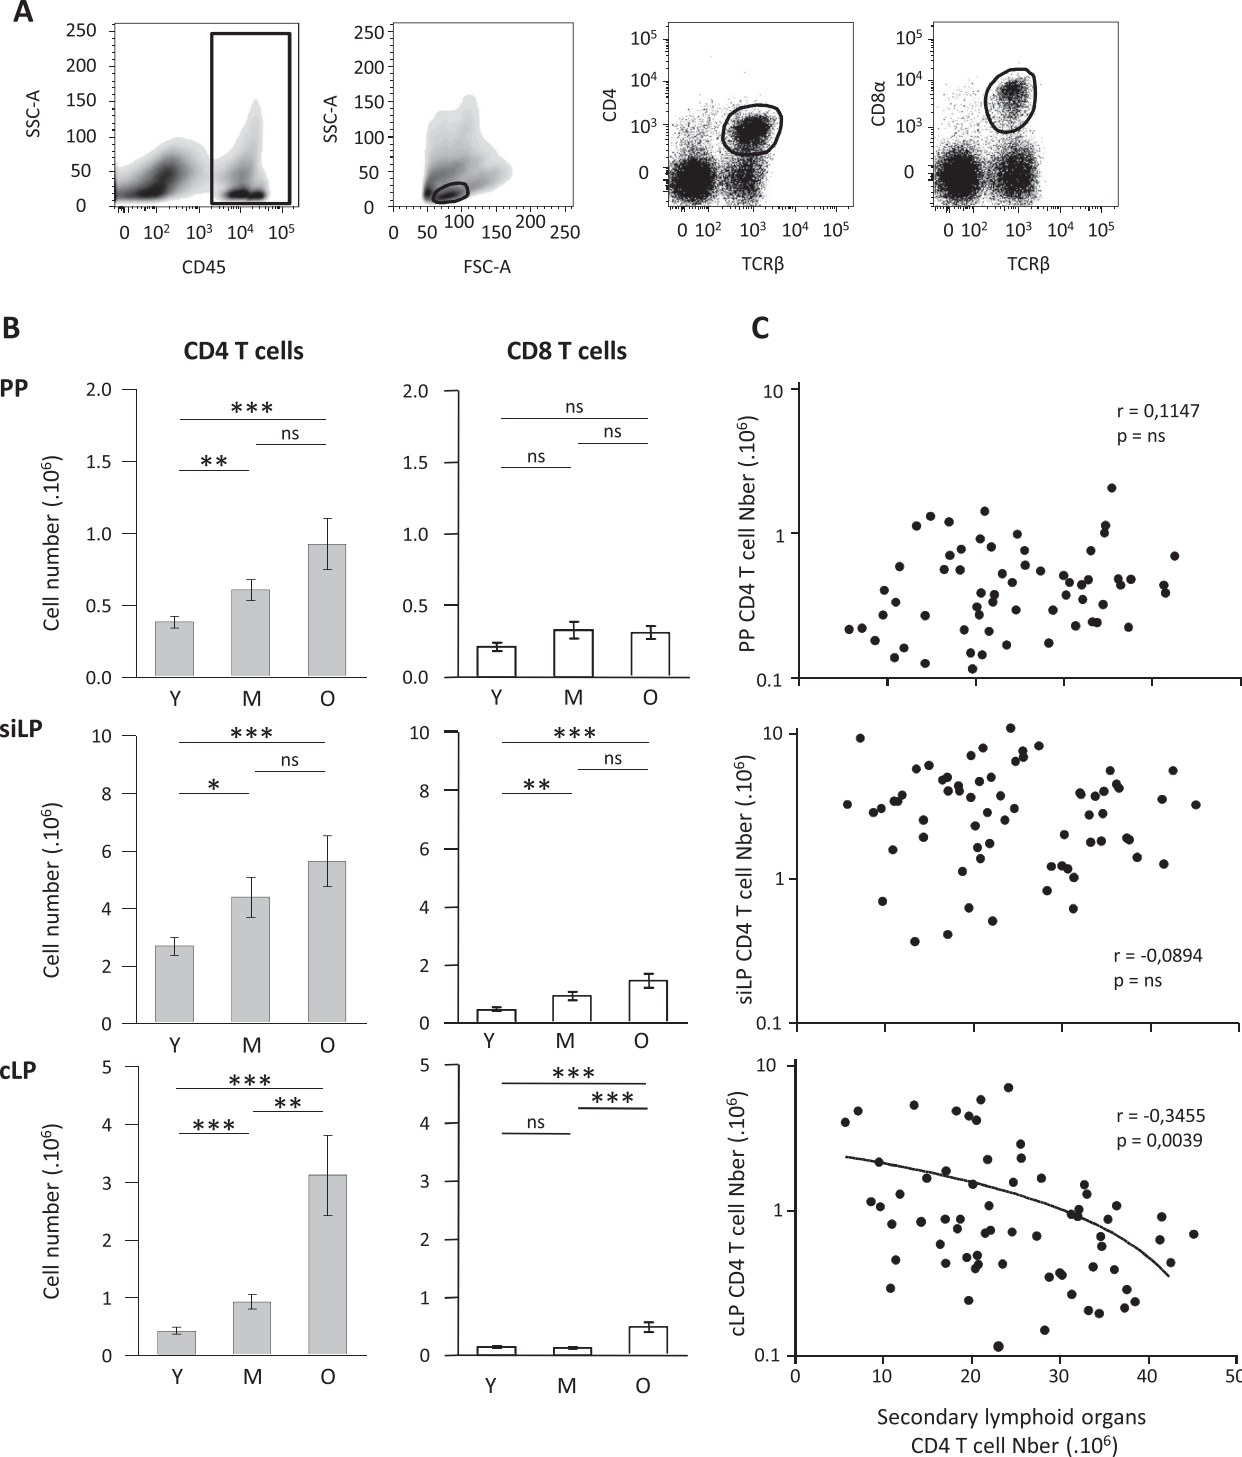 A
250
200
150
100
50
0
SSC-A
0 10² 10³ 10⁴ 10⁵
CD45
250
200
150
100
50
0
SSC-A
0 50 100 150 200 250
FSC-A
10⁵
10⁴
10³
0
CD4
0 10² 10³ 10⁴ 10⁵
TCRβ
10⁵
10⁴
10³
0
CD8α
0 10² 10³ 10⁴ 10⁵
TCRβ
B
CD4 T cells
CD8 T cells
PP
2.0
1.5
1.0
0.5
0.0
Cell number (.10⁶)
***
ns
**
Y M O
2.0
1.5
1.0
0.5
0.0
ns
ns
ns
Y M O
siLP
10
8
6
4
2
0
Cell number (.10⁶)
***
ns
*
Y M O
10
8
6
4
2
0
***
ns
**
Y M O
cLP
5
4
3
2
1
0
Cell number (.10⁶)
***
**
***
Y M O
5
4
3
2
1
0
***
***
ns
Y M O
C
10
1
0.1
PP CD4 T cell Nber (.10⁶)
r = 0,1147
p = ns
10
1
0.1
siLP CD4 T cell Nber (.10⁶)
r = -0,0894
p = ns
10
1
0.1
cLP CD4 T cell Nber (.10⁶)
r = -0,3455
p = 0,0039
0 10 20 30 40 50
Secondary lymphoid organs
CD4 T cell Nber (.10⁶)